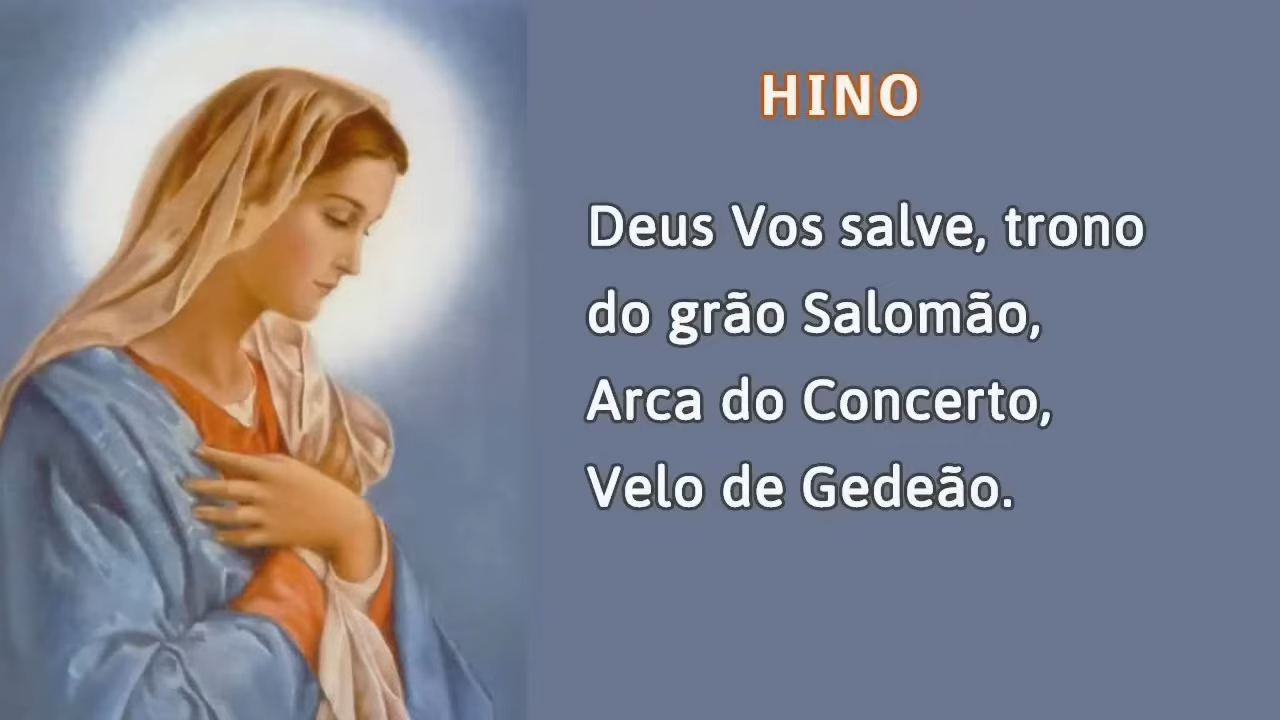 HINO
Deus Vos salve, trono
do grão Salomão,
Arca do Concerto,
Velo de Gedeão.